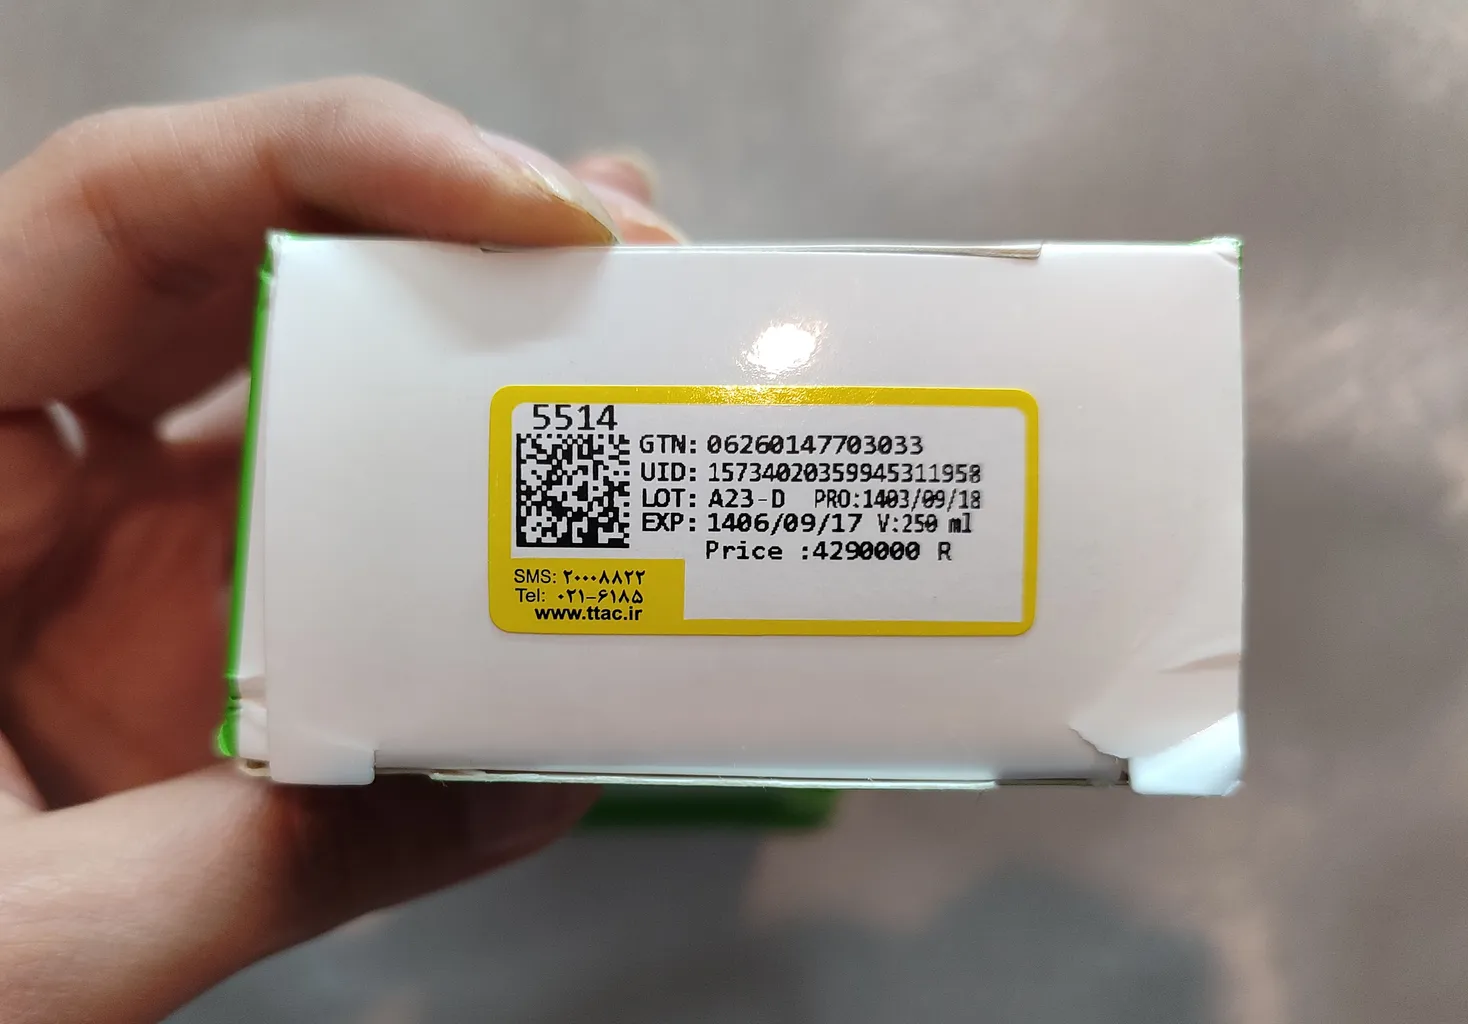 5514
GTN: 06260147703033
UID: 15734020359945311958
LOT: A23-D PRO:1403/09/18
EXP: 1406/09/17 V:250 ml
Price :4290000 R
SMS: ۲۰۰۰۸۸۲۲
Tel: ۰۲۱-۶۱۸۵
www.ttac.ir